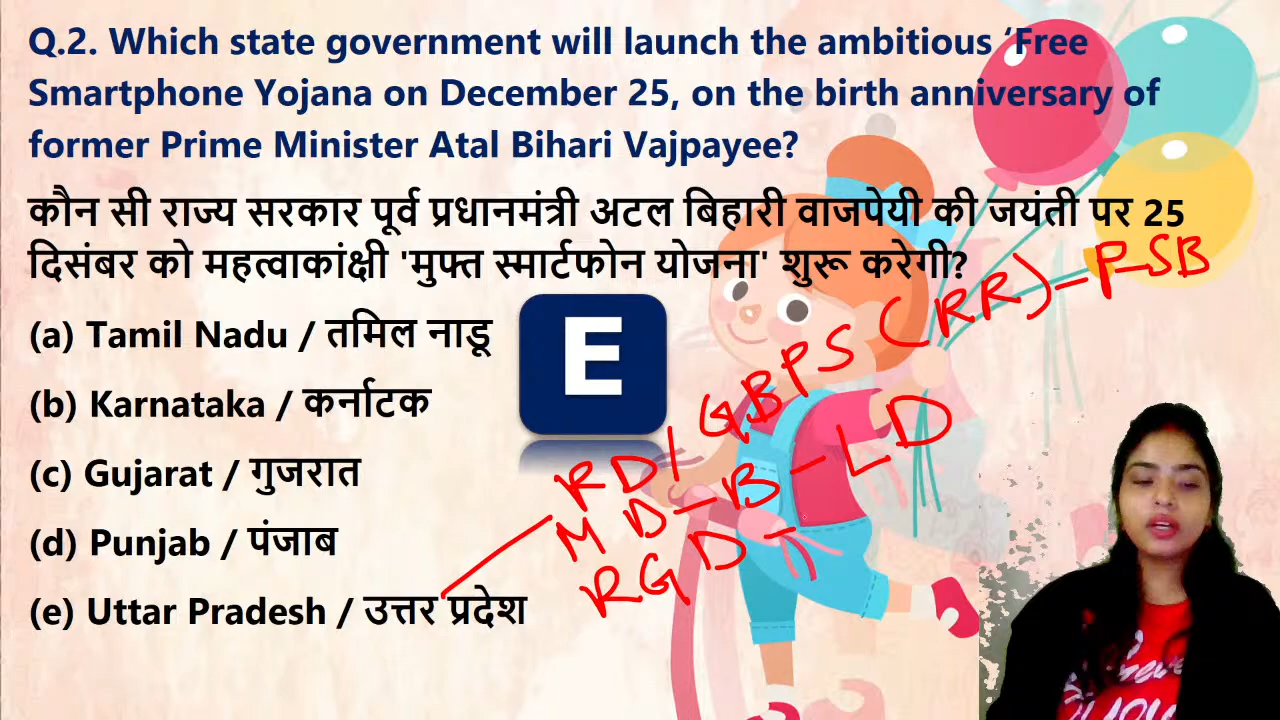 Q.2. Which state government will launch the ambitious ‘Free
Smartphone Yojana on December 25, on the birth anniversary of
former Prime Minister Atal Bihari Vajpayee?
कौन सी राज्य सरकार पूर्व प्रधानमंत्री अटल बिहारी वाजपेयी की जयंती पर 25
दिसंबर को महत्वाकांक्षी 'मुफ्त स्मार्टफोन योजना' शुरू करेगी?
(a) Tamil Nadu / तमिल नाडू
(b) Karnataka / कर्नाटक
(c) Gujarat / गुजरात
(d) Punjab / पंजाब
(e) Uttar Pradesh / उत्तर प्रदेश
E
RDI GBPS (RR)-P-SB
MD-B-LD
RGD